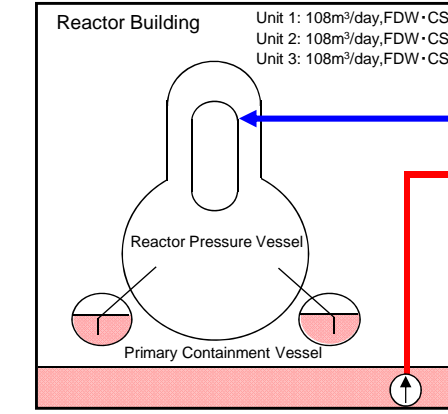 Reactor Building
Unit 1: 108m³/day,FDW・CS
Unit 2: 108m³/day,FDW・CS
Unit 3: 108m³/day,FDW・CS
Reactor Pressure Vessel
Primary Containment Vessel